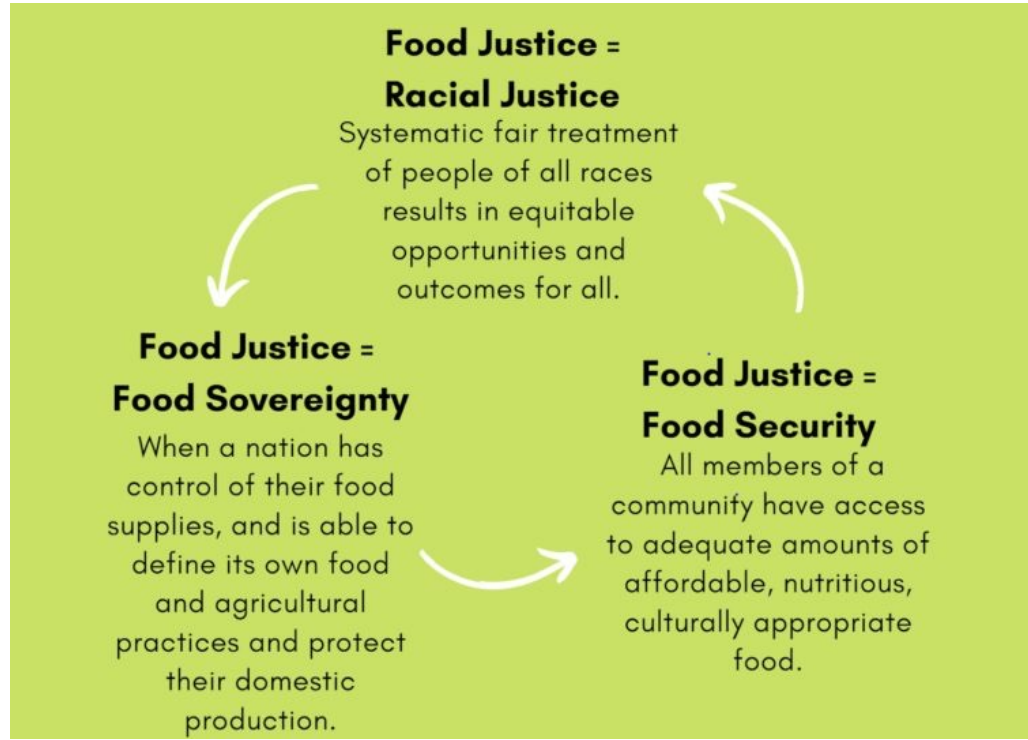 Food Justice =
Racial Justice
Systematic fair treatment
of people of all races
results in equitable
opportunities and
outcomes for all.
Food Justice =
Food Sovereignty
When a nation has
control of their food
supplies, and is able to
define its own food
and agricultural
practices and protect
their domestic
production.
Food Justice =
Food Security
All members of a
community have access
to adequate amounts of
affordable, nutritious,
culturally appropriate
food.